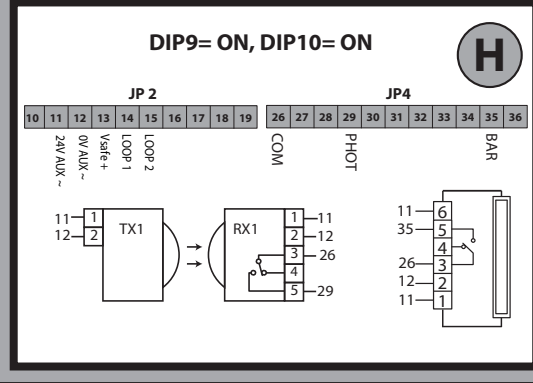 DIP9= ON, DIP10= ON
H
JP 2
JP4
10 11 12 13 14 15 16 17 18 19
26 27 28 29 30 31 32 33 34 35 36
24V AUX ~
0V AUX ~
Vsafe+
LOOP 1
LOOP 2
COM
PHOT
BAR
11 1
12 2
TX1
RX1
1 11
2 12
3 26
4
5 29
11 6
35 5
4
26 3
12 2
11 1